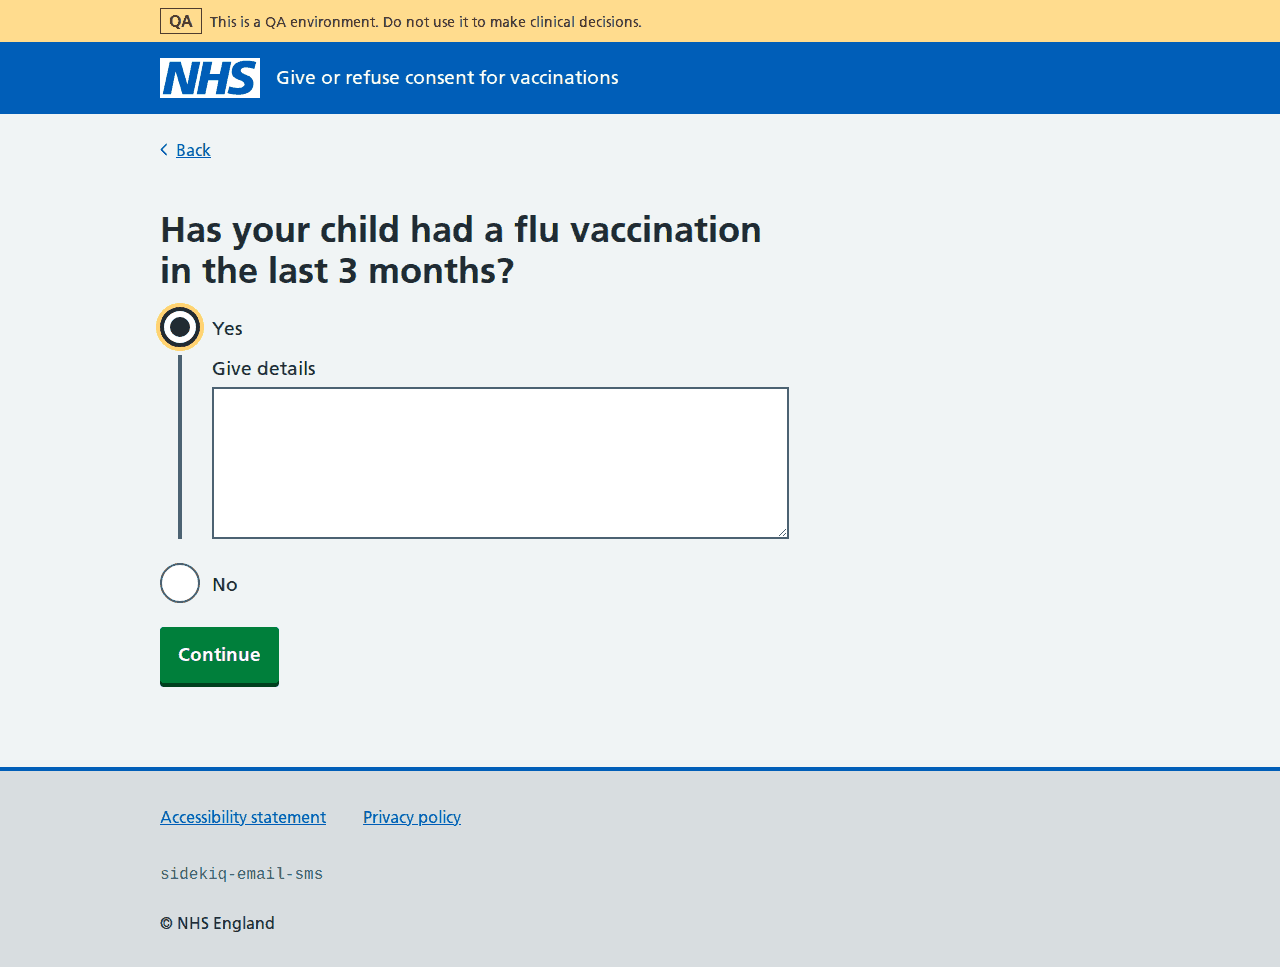 QA This is a QA environment. Do not use it to make clinical decisions.
NHS Give or refuse consent for vaccinations
Back
Has your child had a flu vaccination
in the last 3 months?
Yes
Give details
No
Continue
Accessibility statement Privacy policy
sidekiq-email-sms
© NHS England